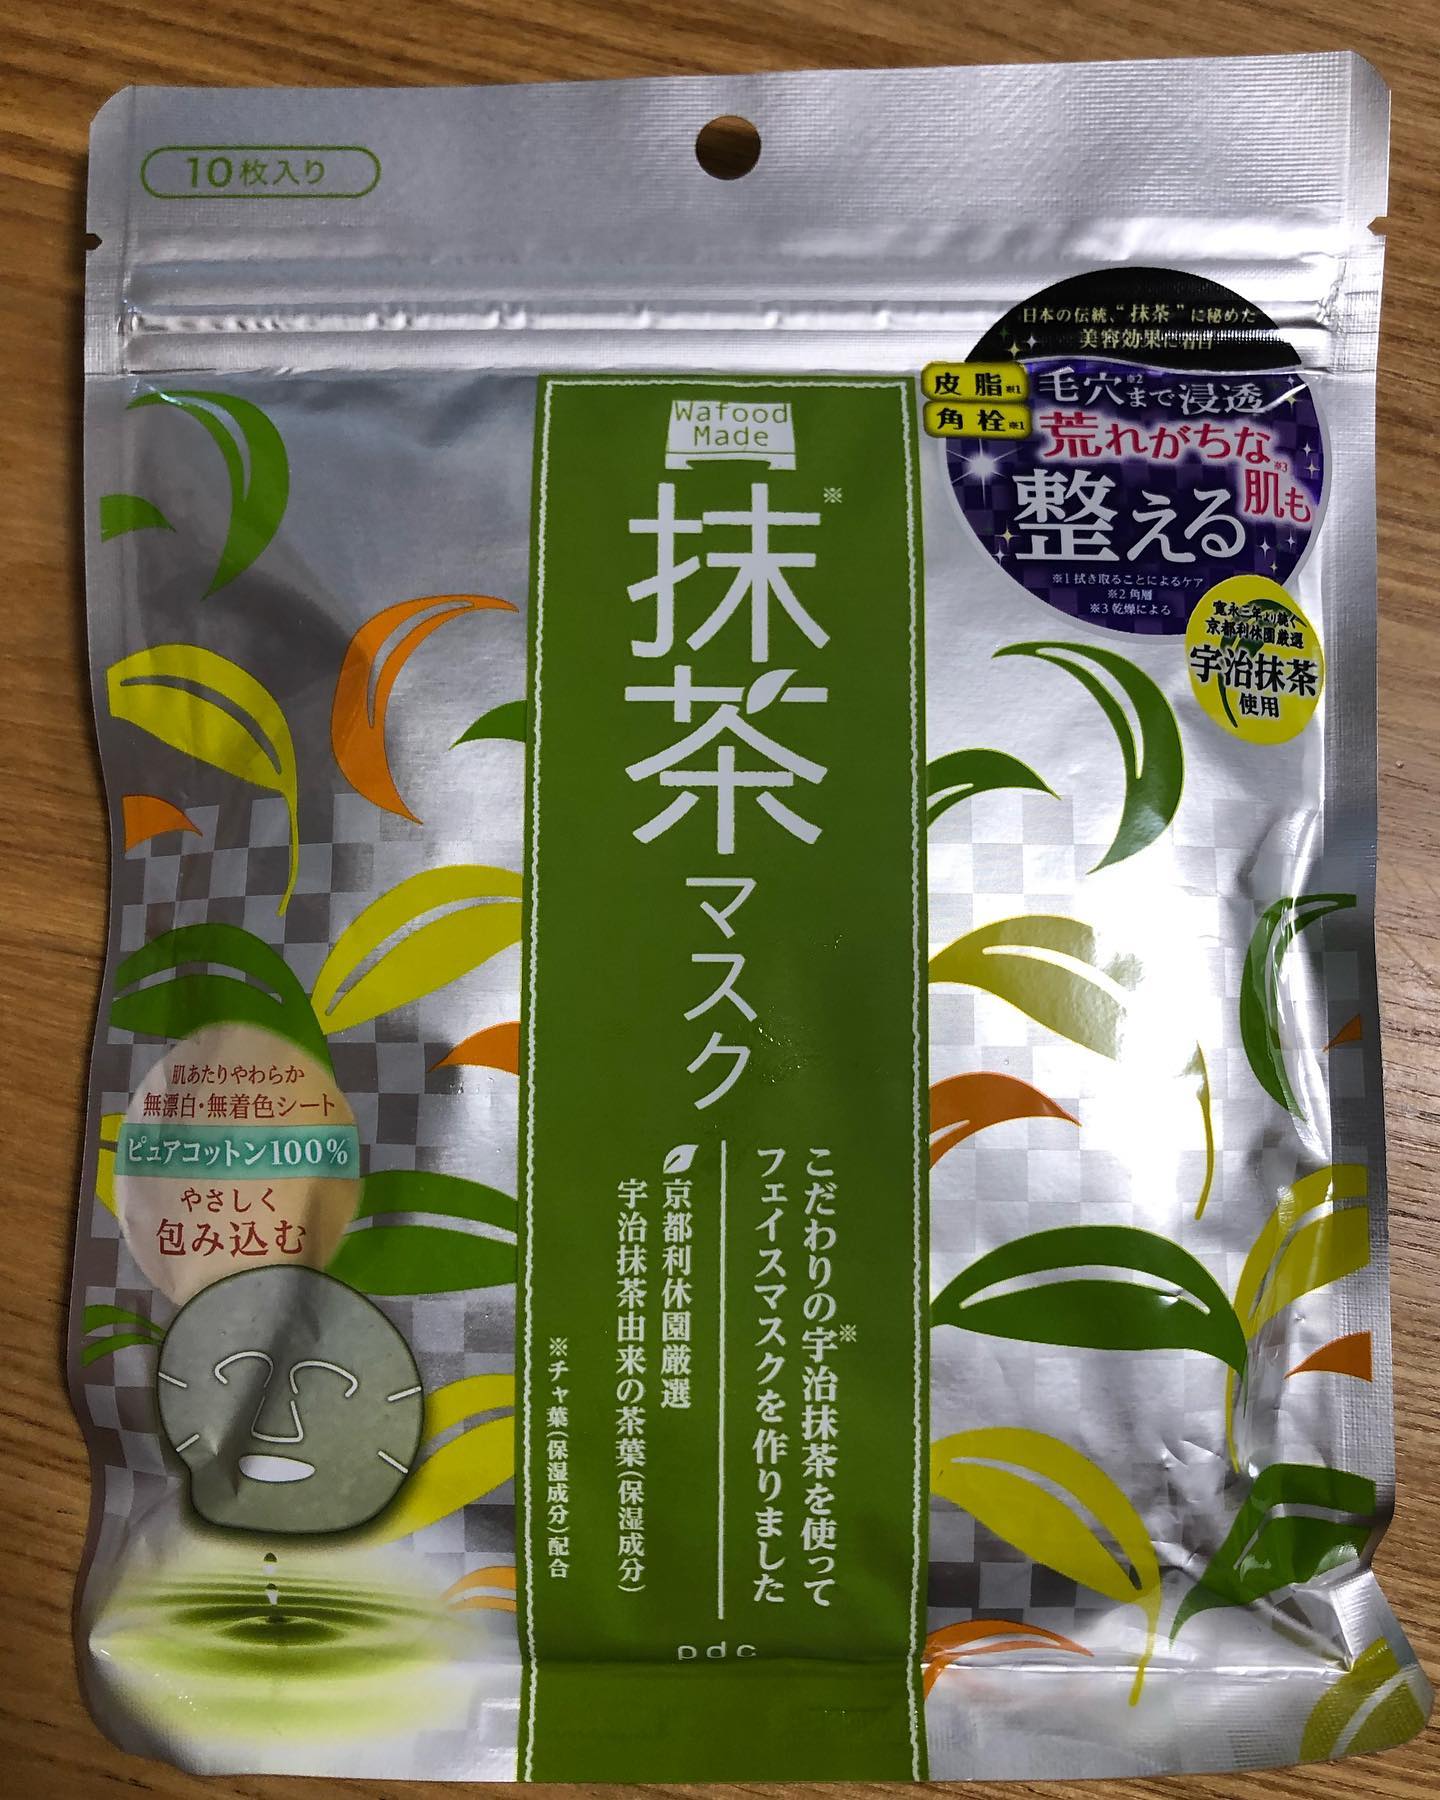 10枚入り
日本の伝統、“抹茶”に秘めた
美容効果に着目
皮脂※1
角栓※1
毛穴※2まで浸透
荒れがちな
肌※3も
整える
※1 拭き取ることによるケア
※2 角層
※3 乾燥による
寛永三年より続く
京都利休園厳選
宇治抹茶
使用
Wafood
Made
抹茶※
マスク
こだわりの宇治抹茶※を使って
フェイスマスクを作りました
京都利休園厳選
宇治抹茶由来の茶葉(保湿成分)
※チャ葉(保湿成分)配合
肌あたりやわらか
無漂白・無着色シート
ピュアコットン100%
やさしく
包み込む
pdc